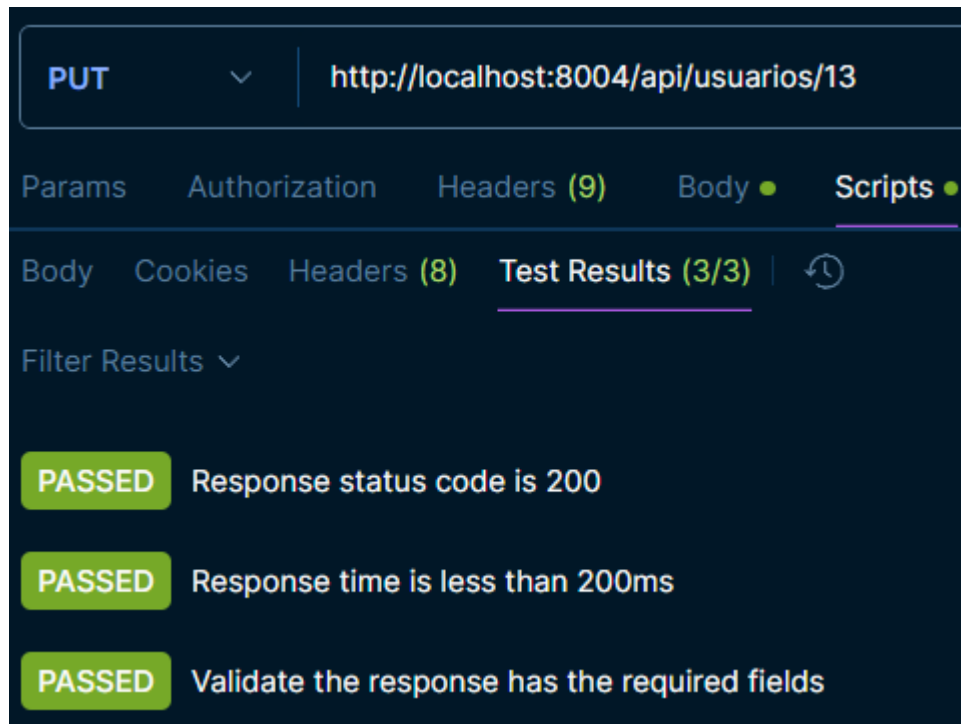 PUT http://localhost:8004/api/usuarios/13
Params Authorization Headers (9) Body Scripts
Body Cookies Headers (8) Test Results (3/3)
Filter Results
PASSED Response status code is 200
PASSED Response time is less than 200ms
PASSED Validate the response has the required fields